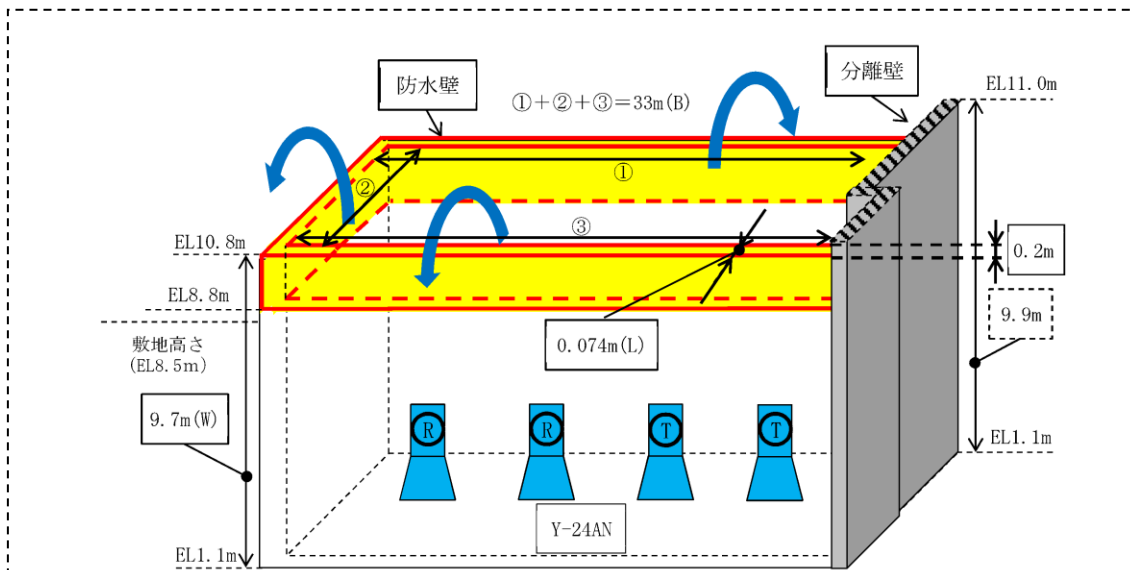 防水壁
分離壁
EL11.0m
①+②+③=33m(B)
①
②
③
EL10.8m
0.2m
EL8.8m
9.9m
敷地高さ
(EL8.5m)
0.074m(L)
9.7m(W)
R
R
T
T
EL1.1m
Y-24AN
EL1.1m